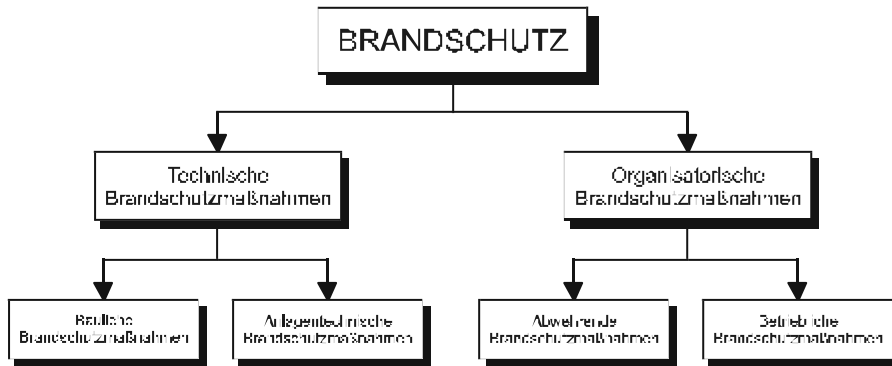 BRANDSCHUTZ
Technische
Brandschutzmaßnahmen
Organisatorische
Brandschutzmaßnahmen
Bauliche
Brandschutzmaßnahmen
Anlagentechnische
Brandschutzmaßnahmen
Abwehrende
Brandschutzmaßnahmen
Betriebliche
Brandschutzmaßnahmen